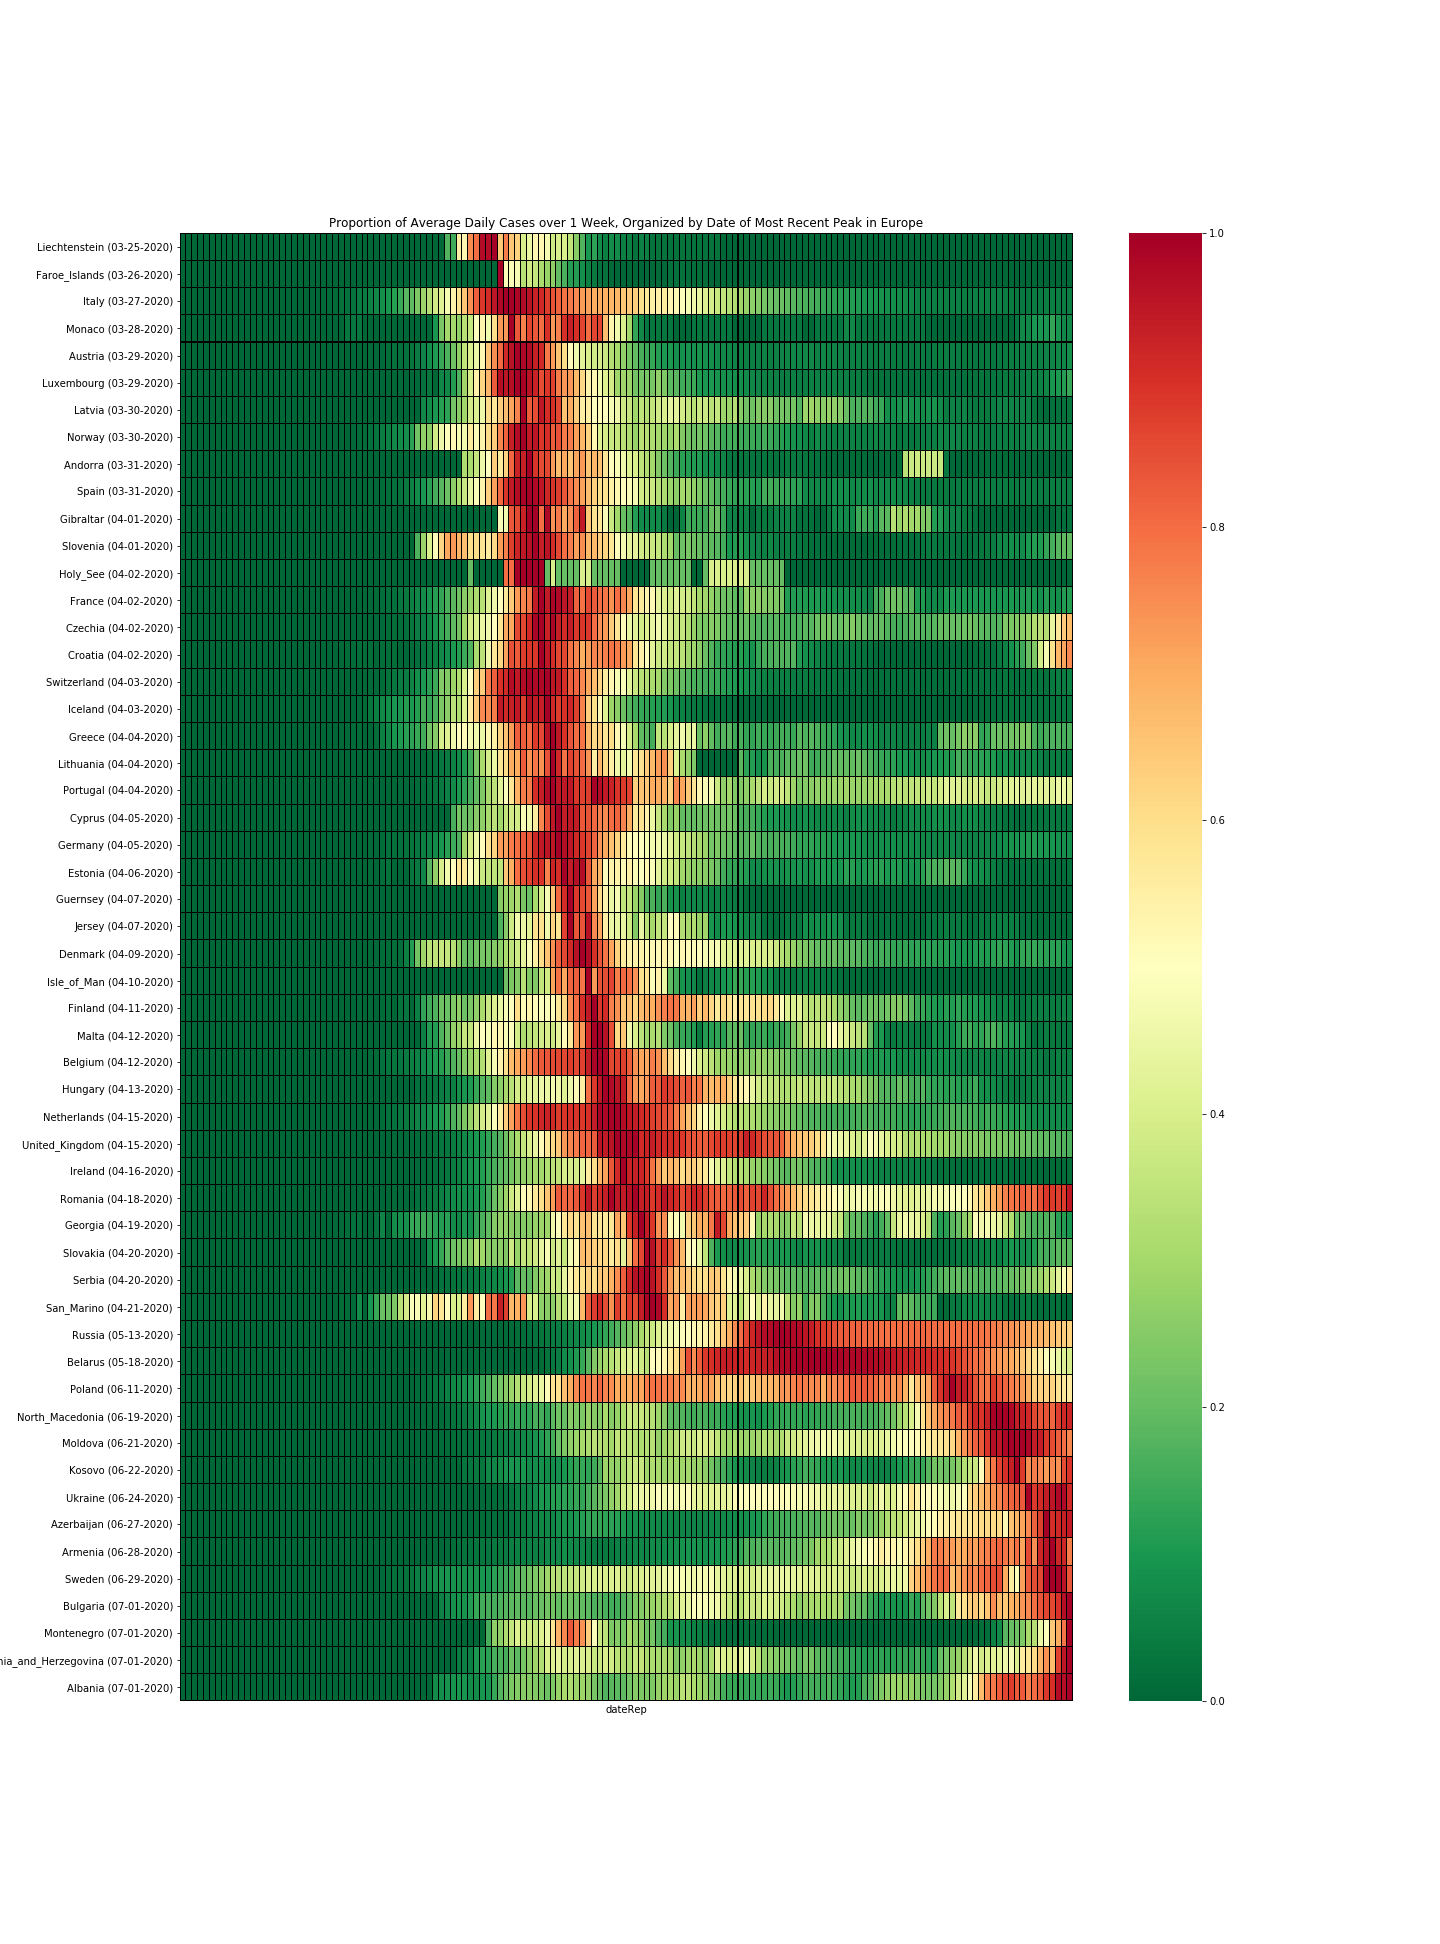 Proportion of Average Daily Cases over 1 Week, Organized by Date of Most Recent Peak in Europe
Liechtenstein (03-25-2020)
Faroe_Islands (03-26-2020)
Italy (03-27-2020)
Monaco (03-28-2020)
Austria (03-29-2020)
Luxembourg (03-29-2020)
Latvia (03-30-2020)
Norway (03-30-2020)
Andorra (03-31-2020)
Spain (03-31-2020)
Gibraltar (04-01-2020)
Slovenia (04-01-2020)
Holy_See (04-02-2020)
France (04-02-2020)
Czechia (04-02-2020)
Croatia (04-02-2020)
Switzerland (04-03-2020)
Iceland (04-03-2020)
Greece (04-04-2020)
Lithuania (04-04-2020)
Portugal (04-04-2020)
Cyprus (04-05-2020)
Germany (04-05-2020)
Estonia (04-06-2020)
Guernsey (04-07-2020)
Jersey (04-07-2020)
Denmark (04-09-2020)
Isle_of_Man (04-10-2020)
Finland (04-11-2020)
Malta (04-12-2020)
Belgium (04-12-2020)
Hungary (04-13-2020)
Netherlands (04-15-2020)
United_Kingdom (04-15-2020)
Ireland (04-16-2020)
Romania (04-18-2020)
Georgia (04-19-2020)
Slovakia (04-20-2020)
Serbia (04-20-2020)
San_Marino (04-21-2020)
Russia (05-13-2020)
Belarus (05-18-2020)
Poland (06-11-2020)
North_Macedonia (06-19-2020)
Moldova (06-21-2020)
Kosovo (06-22-2020)
Ukraine (06-24-2020)
Azerbaijan (06-27-2020)
Armenia (06-28-2020)
Sweden (06-29-2020)
Bulgaria (07-01-2020)
Montenegro (07-01-2020)
nia_and_Herzegovina (07-01-2020)
Albania (07-01-2020)
dateRep
1.0
0.8
0.6
0.4
0.2
0.0